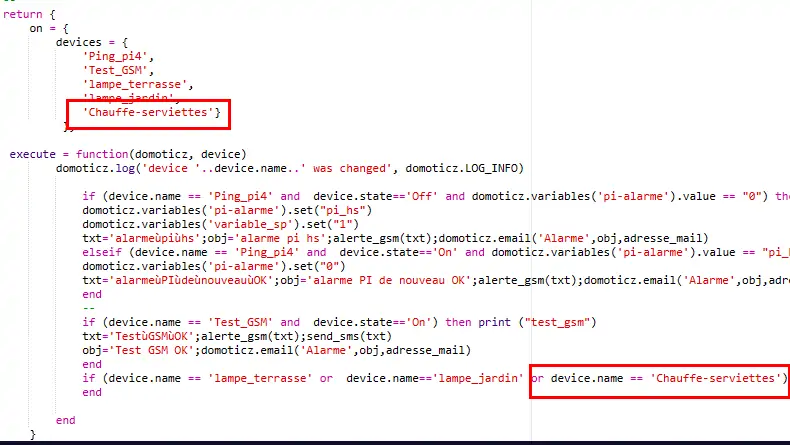 return {
on = {
devices = {
'Ping_pi4',
'Test_GSM',
'lampe_terrasse',
'lampe_jardin',
'Chauffe-serviettes'}
},
execute = function(domoticz, device)
domoticz.log('device '..device.name..' was changed', domoticz.LOG_INFO)
if (device.name == 'Ping_pi4' and  device.state=='Off' and domoticz.variables('pi-alarme').value == "0") the
domoticz.variables('pi-alarme').set("pi_hs")
domoticz.variables('variable_sp').set("1")
txt='alarmeùpiùhs';obj='alarme pi hs';alerte_gsm(txt);domoticz.email('Alarme',obj,adresse_mail)
elseif (device.name == 'Ping_pi4' and  device.state=='On' and domoticz.variables('pi-alarme').value == "pi_h
domoticz.variables('pi-alarme').set("0")
txt='alarmeùPIùdeùnouveauùOK';obj='alarme PI de nouveau OK';alerte_gsm(txt);domoticz.email('Alarme',obj,adre
end
--
if (device.name == 'Test_GSM' and  device.state=='On') then print ("test_gsm")
txt='TestùGSMùOK';alerte_gsm(txt);send_sms(txt)
obj='Test GSM OK';domoticz.email('Alarme',obj,adresse_mail)
end
if (device.name == 'lampe_terrasse' or  device.name=='lampe_jardin' or device.name == 'Chauffe-serviettes')
end
end
}